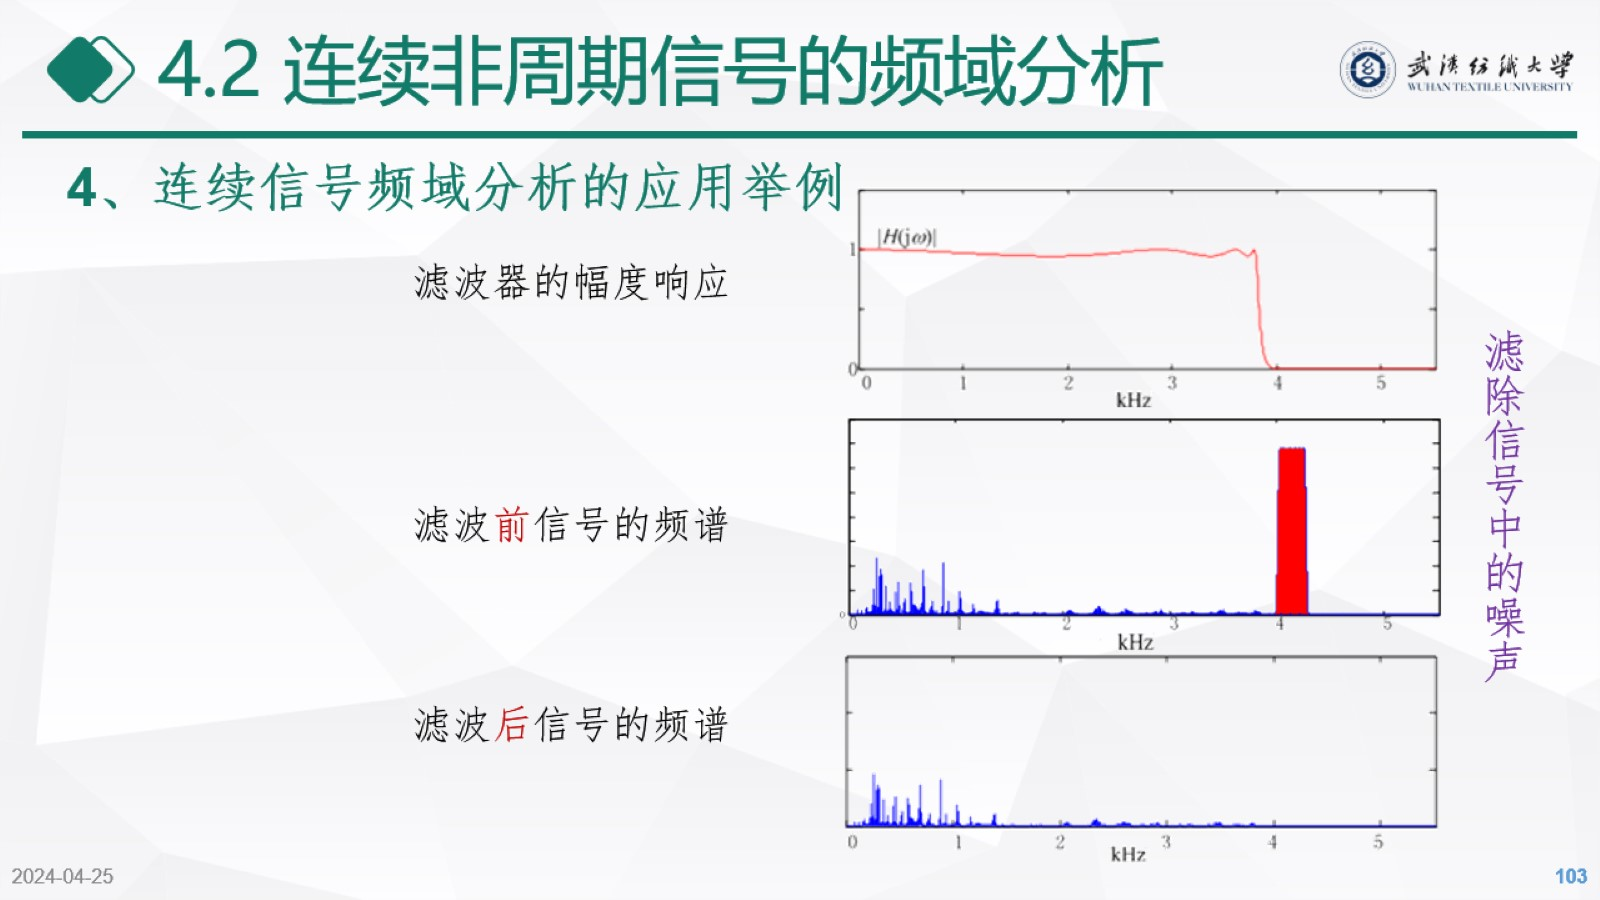 4.2 连续非周期信号的频域分析
武汉纺织大学
WUHAN TEXTILE UNIVERSITY
4、连续信号频域分析的应用举例
滤波器的幅度响应
|H(jω)|
1
0
0 1 2 3 4 5
kHz
滤波前信号的频谱
0
0 1 2 3 4 5
kHz
滤波后信号的频谱
0 1 2 3 4 5
kHz
滤除信号中的噪声
2024-04-25
103